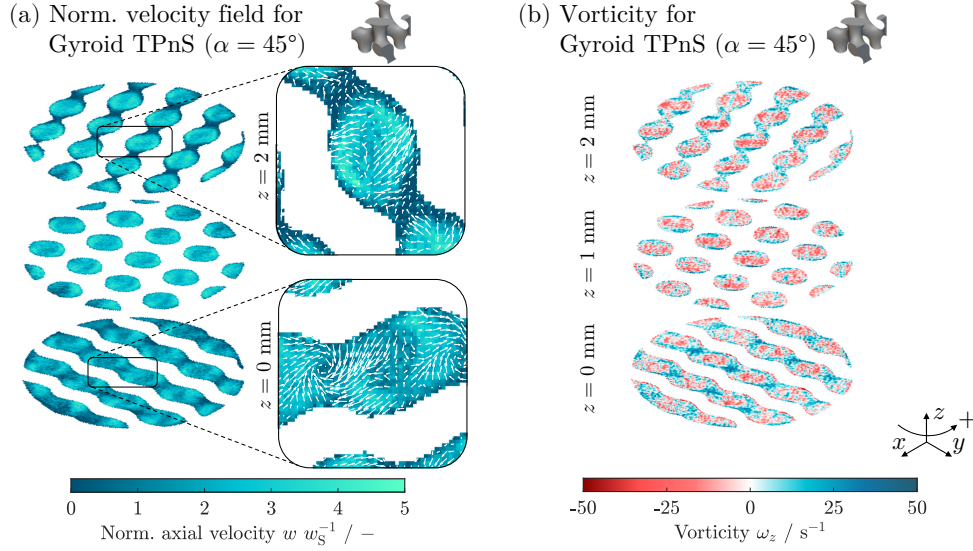 (a) Norm. velocity field for
Gyroid TPnS (α = 45°)
z = 2 mm
z = 0 mm
0 1 2 3 4 5
Norm. axial velocity w w_S^{-1} / −
(b) Vorticity for
Gyroid TPnS (α = 45°)
z = 2 mm
z = 1 mm
z = 0 mm
z
+
x
y
-50 -25 0 25 50
Vorticity ω_z / s^{-1}